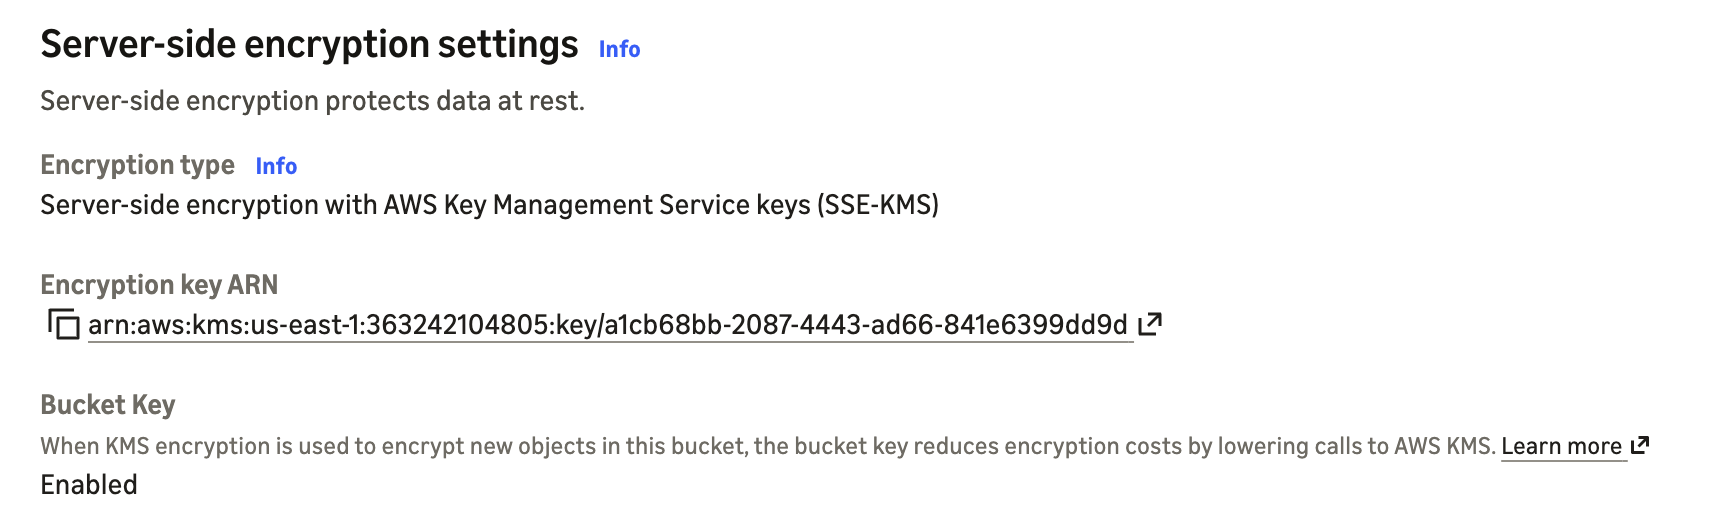 Server-side encryption settings Info
Server-side encryption protects data at rest.
Encryption type Info
Server-side encryption with AWS Key Management Service keys (SSE-KMS)
Encryption key ARN
arn:aws:kms:us-east-1:363242104805:key/a1cb68bb-2087-4443-ad66-841e6399dd9d
Bucket Key
When KMS encryption is used to encrypt new objects in this bucket, the bucket key reduces encryption costs by lowering calls to AWS KMS. Learn more
Enabled